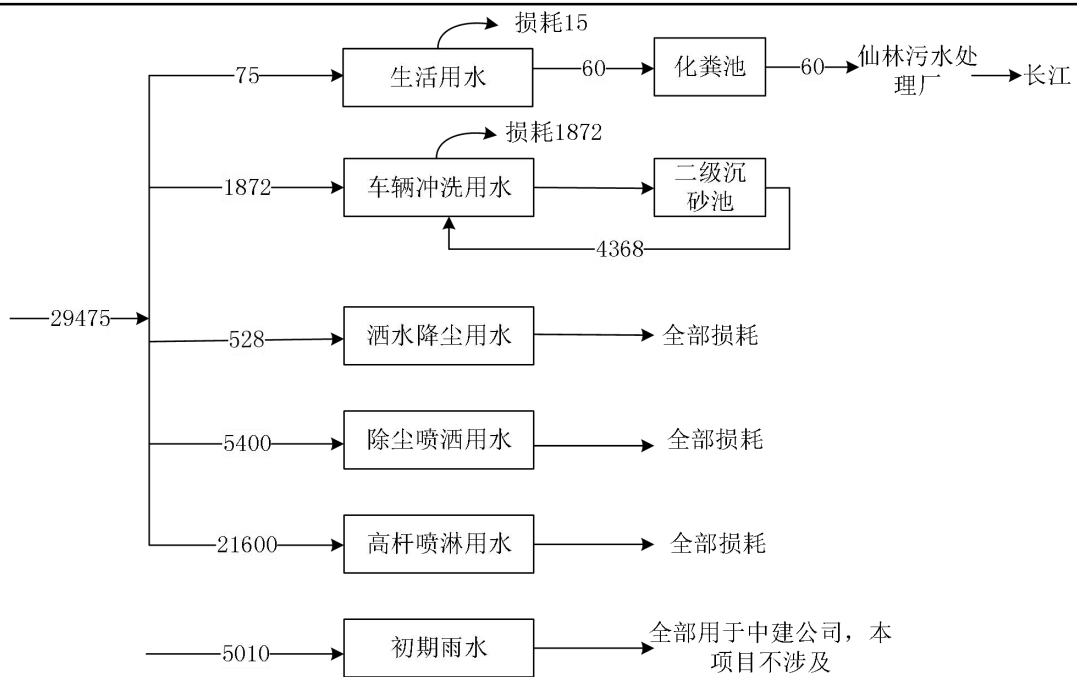 损耗15
75
生活用水
60
化粪池
60
仙林污水处
理厂
长江
损耗1872
1872
车辆冲洗用水
二级沉
砂池
4368
29475
528
洒水降尘用水
全部损耗
5400
除尘喷洒用水
全部损耗
21600
高杆喷淋用水
全部损耗
5010
初期雨水
全部用于中建公司，本
项目不涉及